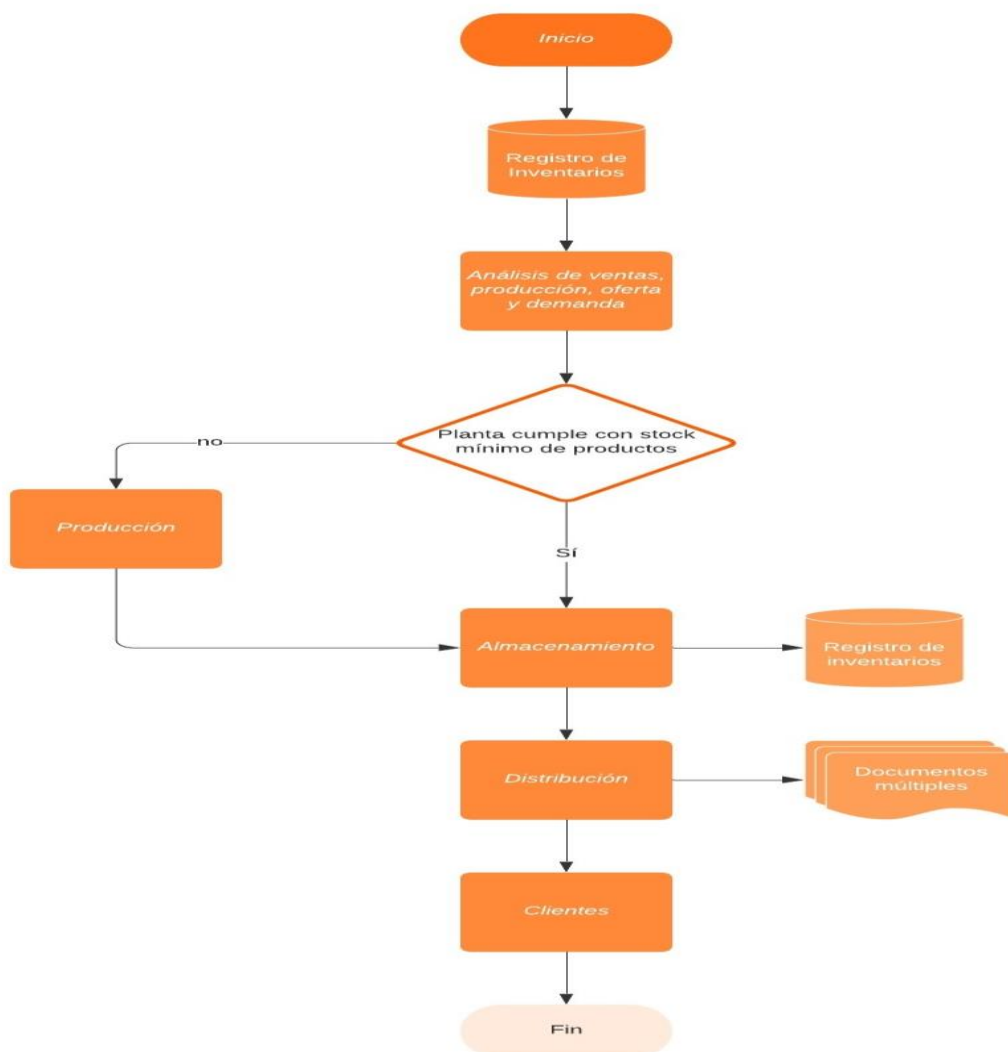 Inicio
Registro de
Inventarios
Análisis de ventas,
producción, oferta
y demanda
Planta cumple con stock
mínimo de productos
no
Producción
Sí
Almacenamiento
Registro de
inventarios
Distribución
Documentos
múltiples
Clientes
Fin